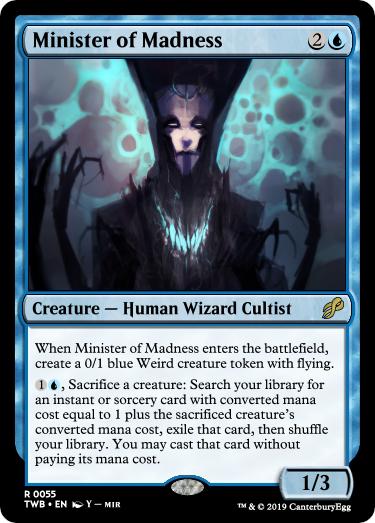 Minister of Madness 2
Creature — Human Wizard Cultist
When Minister of Madness enters the battlefield,
create a 0/1 blue Weird creature token with flying.
1, Sacrifice a creature: Search your library for
an instant or sorcery card with converted mana
cost equal to 1 plus the sacrificed creature's
converted mana cost, exile that card, then shuffle
your library. You may cast that card without
paying its mana cost.
1/3
R 0055
TWB • EN Y — MIR
™ & © 2019 CanterburyEgg